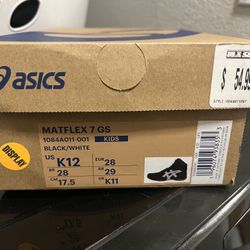 asics
$ 54.99
MATFLEX 7 GS
1084A011-001 KIDS
BLACK/WHITE
US K12 EUR 28
BR 28 AR 29
CM 17.5 UK K11
DISPLAY